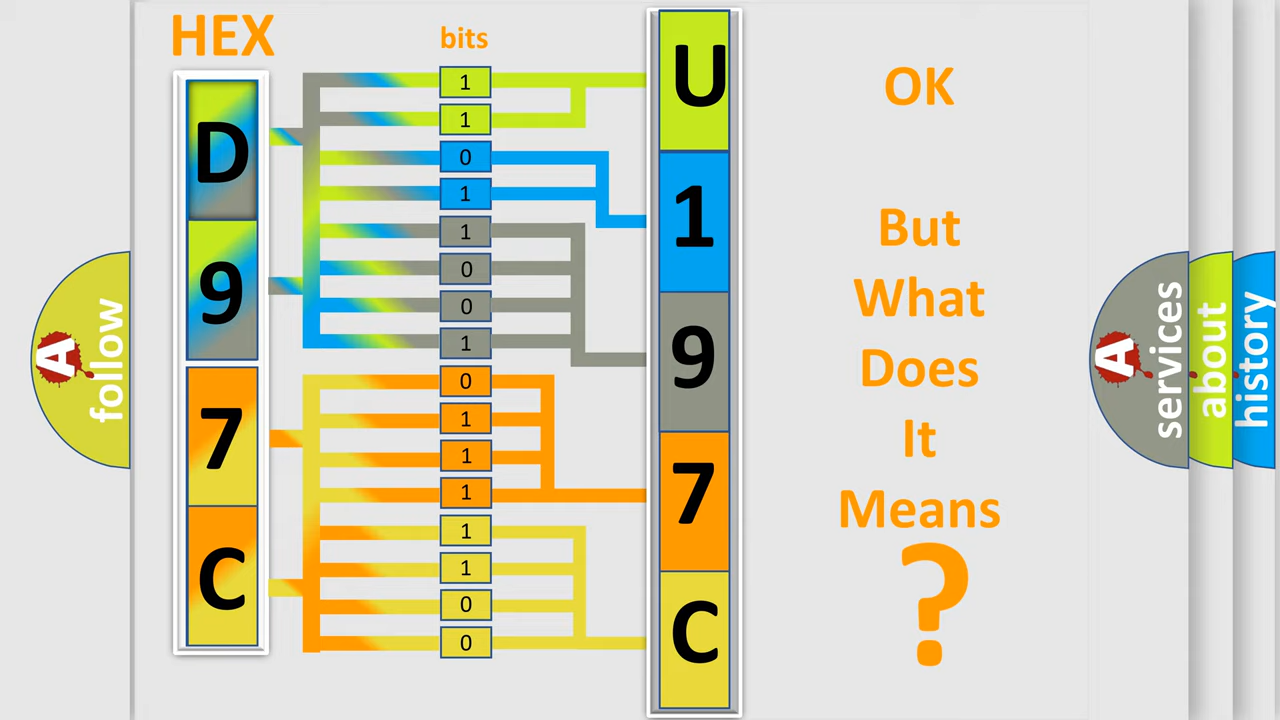 HEX
bits
D
9
7
C
1
1
0
1
1
0
0
1
0
1
1
1
1
1
0
0
U
1
9
7
C
OK
But
What
Does
It
Means
?
A
follow
A
services
about
history